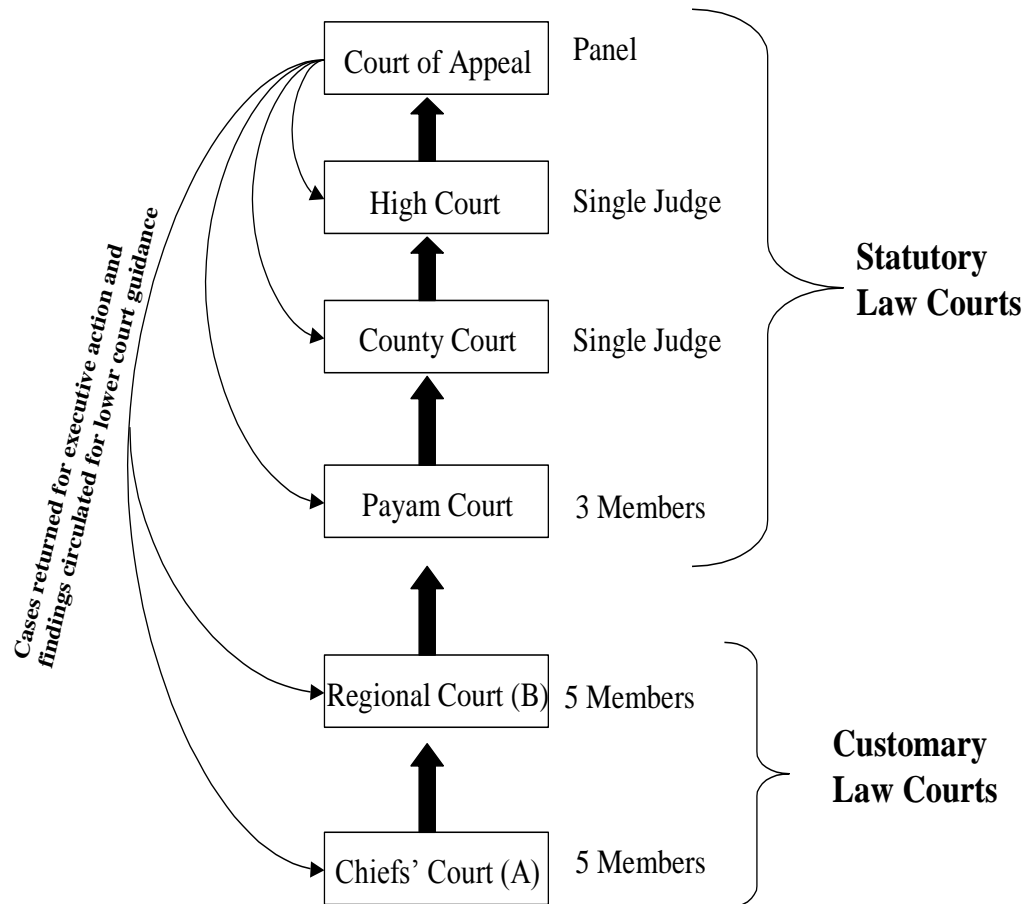 Court of Appeal
Panel
High Court
Single Judge
County Court
Single Judge
Payam Court
3 Members
Statutory
Law Courts
Regional Court (B)
5 Members
Chiefs’ Court (A)
5 Members
Customary
Law Courts
Cases returned for executive action and
findings circulated for lower court guidance